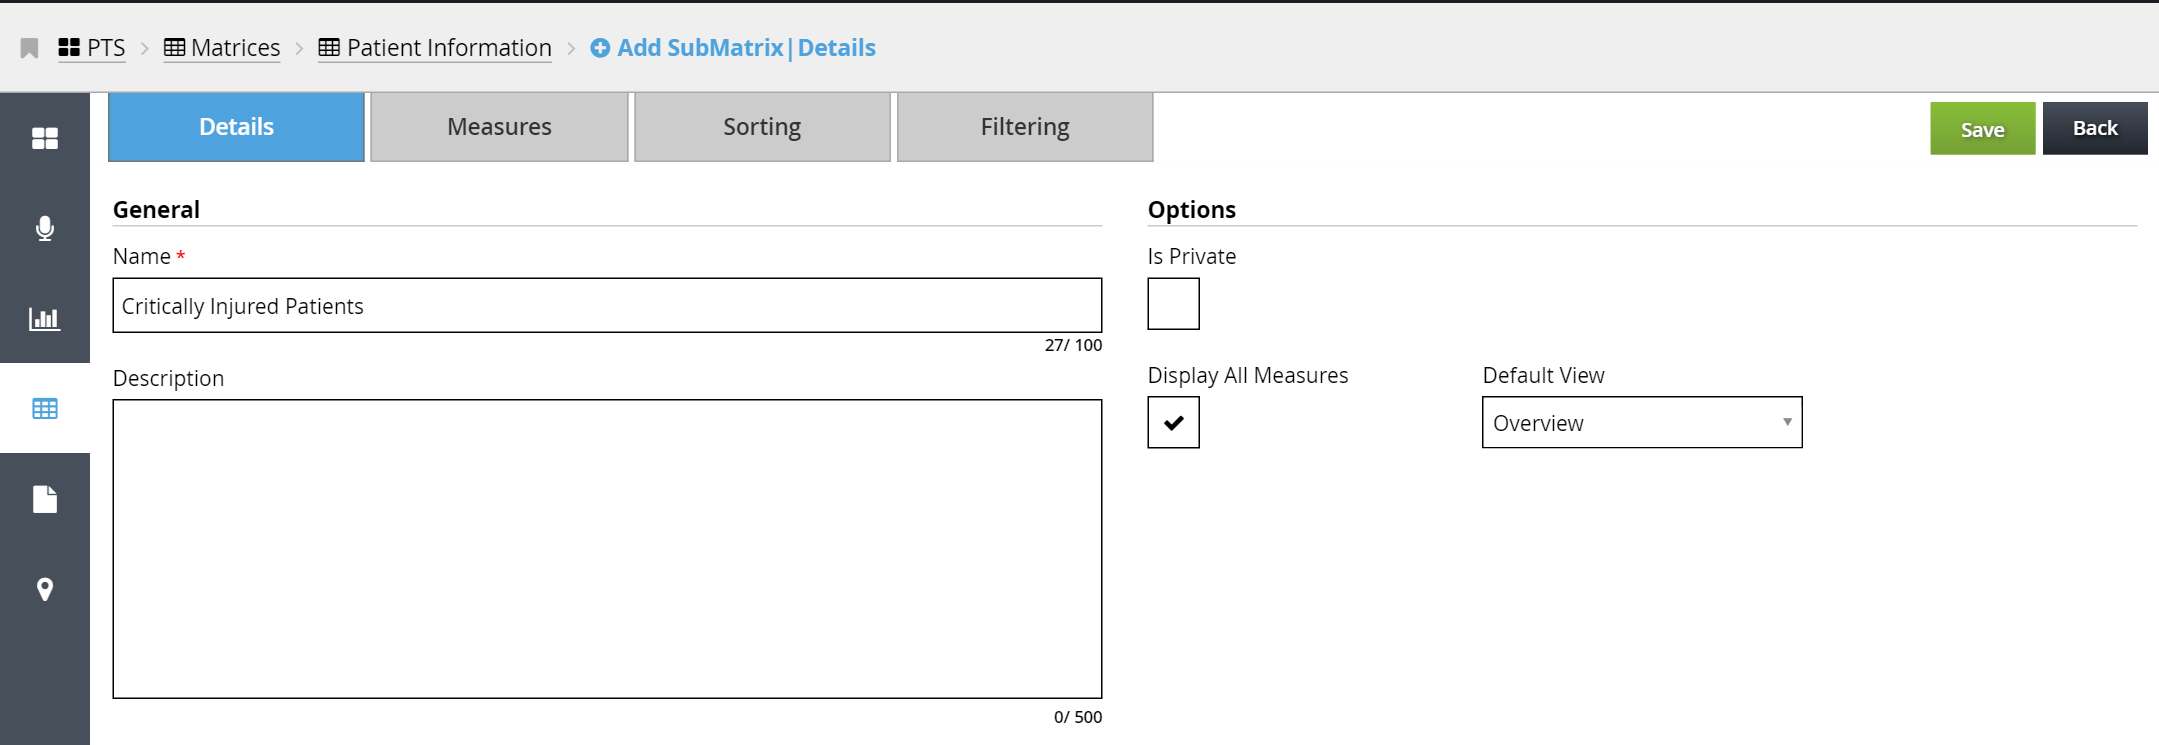 PTS > Matrices > Patient Information > Add SubMatrix|Details
Details Measures Sorting Filtering Save Back
General
Name *
Critically Injured Patients
27/ 100
Description
0/ 500
Options
Is Private
Display All Measures
Default View
Overview